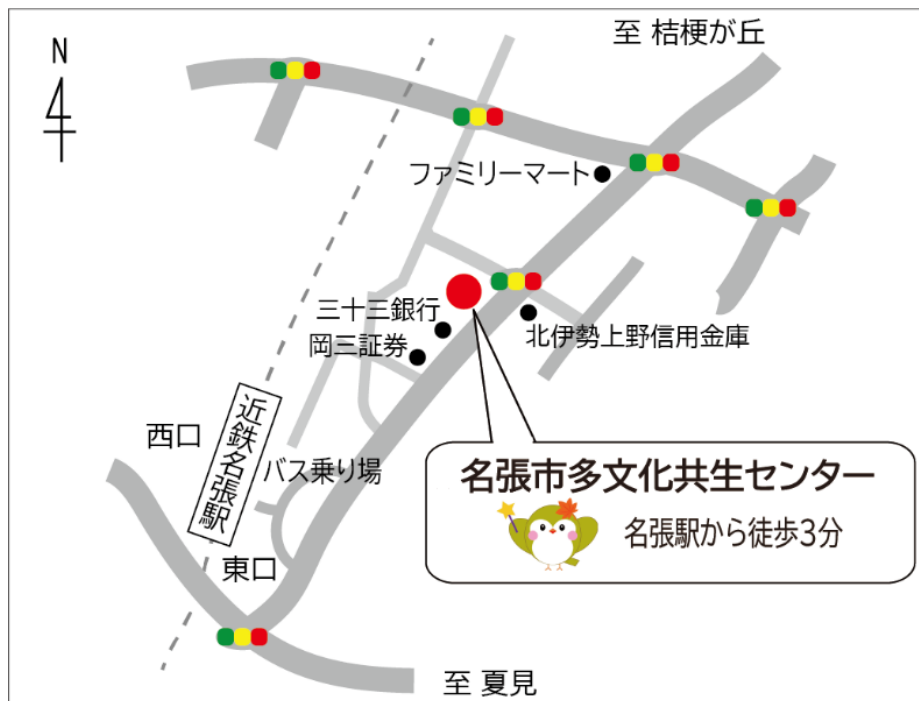 至 桔梗が丘
N
ファミリーマート
三十三銀行
岡三証券
北伊勢上野信用金庫
西口
近鉄名張駅
バス乗り場
東口
名張市多文化共生センター
名張駅から徒歩3分
至 夏見